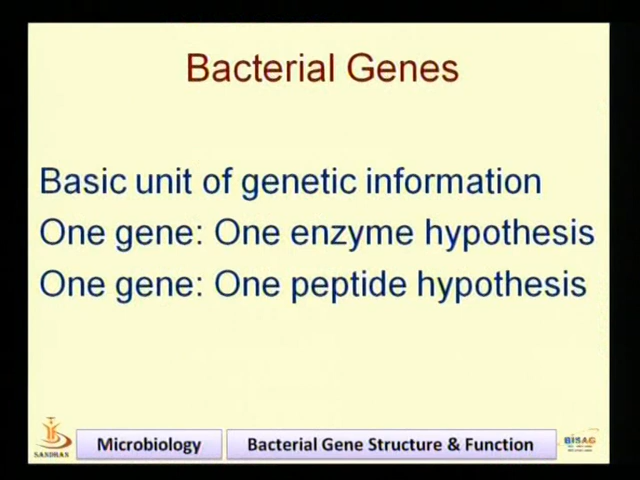 Bacterial Genes
Basic unit of genetic information
One gene: One enzyme hypothesis
One gene: One peptide hypothesis
SANDHAN
Microbiology
Bacterial Gene Structure & Function
BISAG